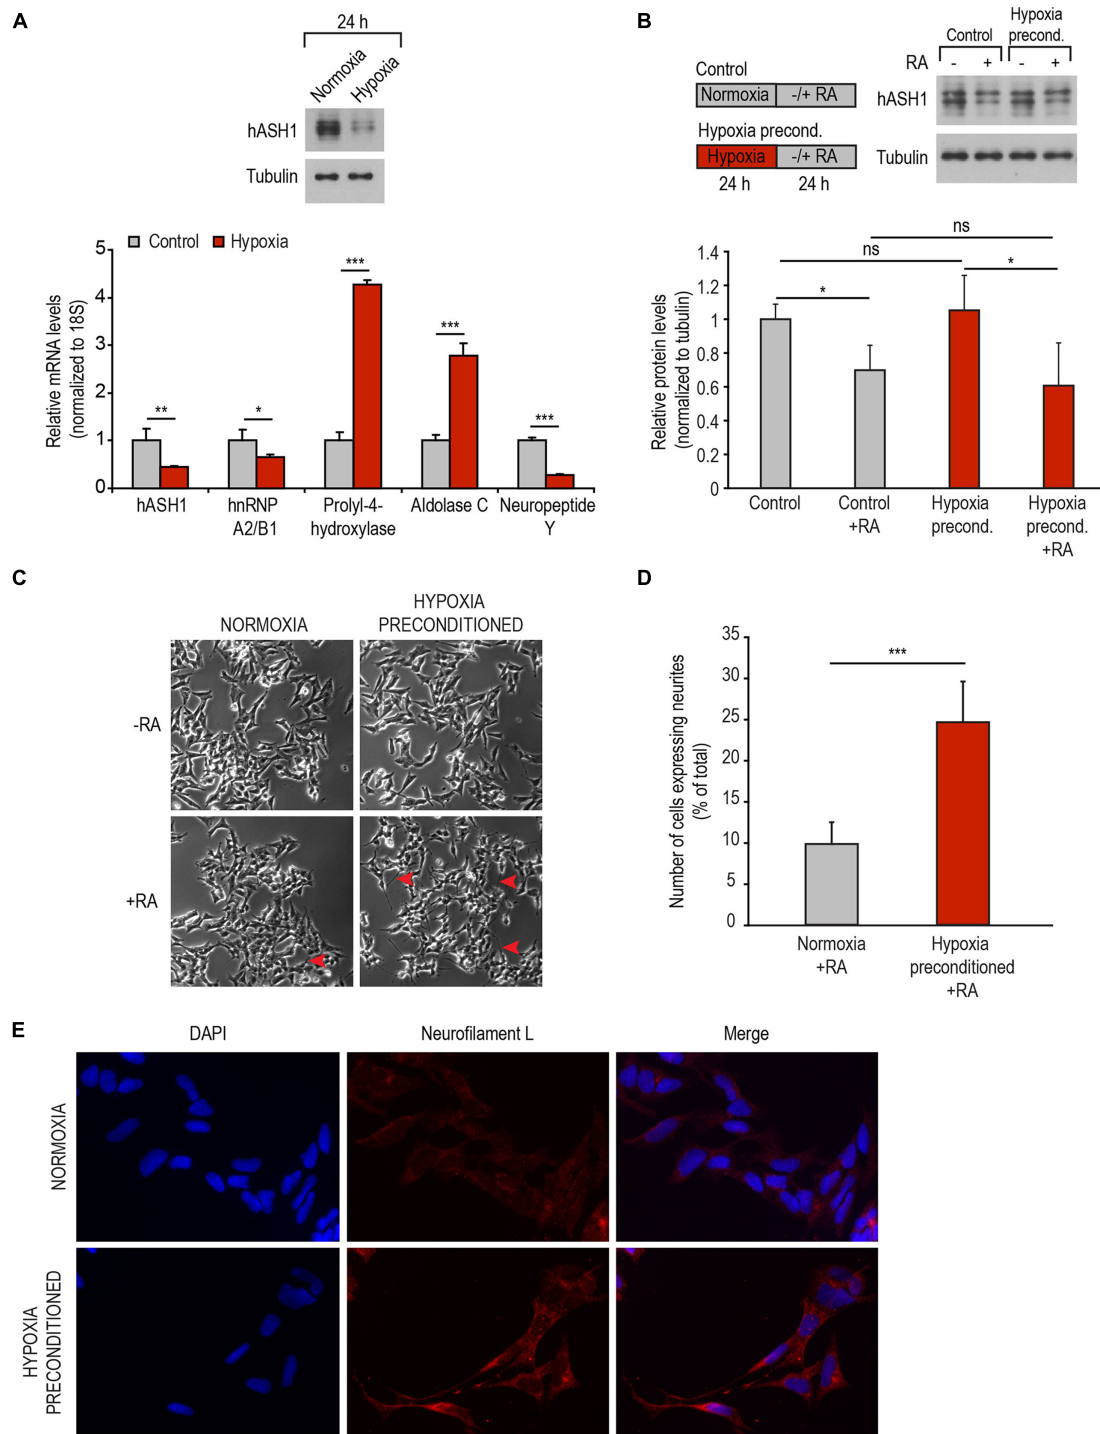 A
24 h
Normoxia
Hypoxia
hASH1
Tubulin
Control
Hypoxia
Relative mRNA levels
(normalized to 18S)
5
4
3
2
1
0
**
*
***
***
***
hASH1
hnRNP
A2/B1
Prolyl-4-
hydroxylase
Aldolase C
Neuropeptide
Y
B
Control
Normoxia
-/+ RA
Hypoxia precond.
Hypoxia
-/+ RA
24 h
24 h
Control
Hypoxia
precond.
RA
-
+
-
+
hASH1
Tubulin
Relative protein levels
(normalized to tubulin)
1.4
1.2
1
0.8
0.6
0.4
0.2
0
ns
ns
*
*
Control
Control
+RA
Hypoxia
precond.
Hypoxia
precond.
+RA
C
NORMOXIA
HYPOXIA
PRECONDITIONED
-RA
+RA
D
Number of cells expressing neurites
(% of total)
35
30
25
20
15
10
5
0
***
Normoxia
+RA
Hypoxia
preconditioned
+RA
E
DAPI
Neurofilament L
Merge
NORMOXIA
HYPOXIA
PRECONDITIONED